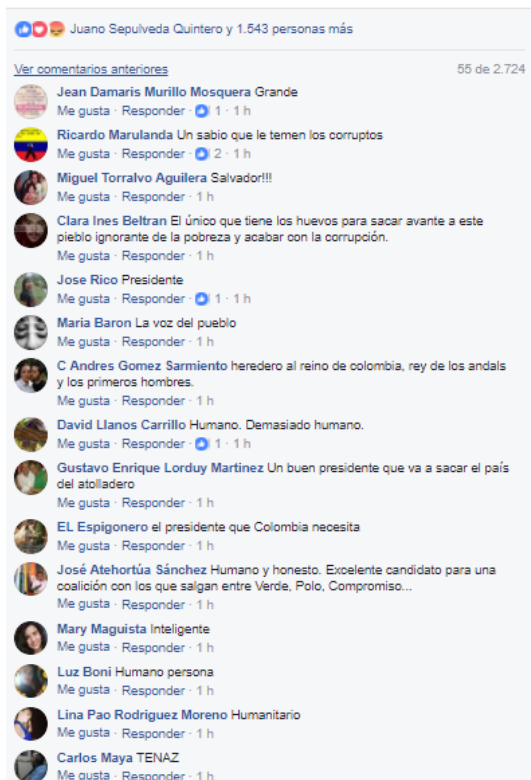 Juano Sepulveda Quintero y 1.543 personas más
Ver comentarios anteriores 55 de 2.724
Jean Damaris Murillo Mosquera Grande
Me gusta · Responder · 1 · 1 h
Ricardo Marulanda Un sabio que le temen los corruptos
Me gusta · Responder · 2 · 1 h
Miguel Torralvo Aguilera Salvador!!!
Me gusta · Responder · 1 h
Clara Ines Beltran El único que tiene los huevos para sacar avante a este
pieblo ignorante de la pobreza y acabar con la corrupción.
Me gusta · Responder · 1 h
Jose Rico Presidente
Me gusta · Responder · 1 · 1 h
Maria Baron La voz del pueblo
Me gusta · Responder · 1 h
C Andres Gomez Sarmiento heredero al reino de colombia, rey de los andals
y los primeros hombres.
Me gusta · Responder · 1 h
David Llanos Carrillo Humano. Demasiado humano.
Me gusta · Responder · 1 · 1 h
Gustavo Enrique Lorduy Martinez Un buen presidente que va a sacar el país
del atolladero
Me gusta · Responder · 1 h
EL Espigonero el presidente que Colombia necesita
Me gusta · Responder · 1 h
José Atehortúa Sánchez Humano y honesto. Excelente candidato para una
coalición con los que salgan entre Verde, Polo, Compromiso...
Me gusta · Responder · 1 h
Mary Maguista Inteligente
Me gusta · Responder · 1 h
Luz Boni Humano persona
Me gusta · Responder · 1 h
Lina Pao Rodriguez Moreno Humanitario
Me gusta · Responder · 1 h
Carlos Maya TENAZ
Me gusta · Responder · 1 h